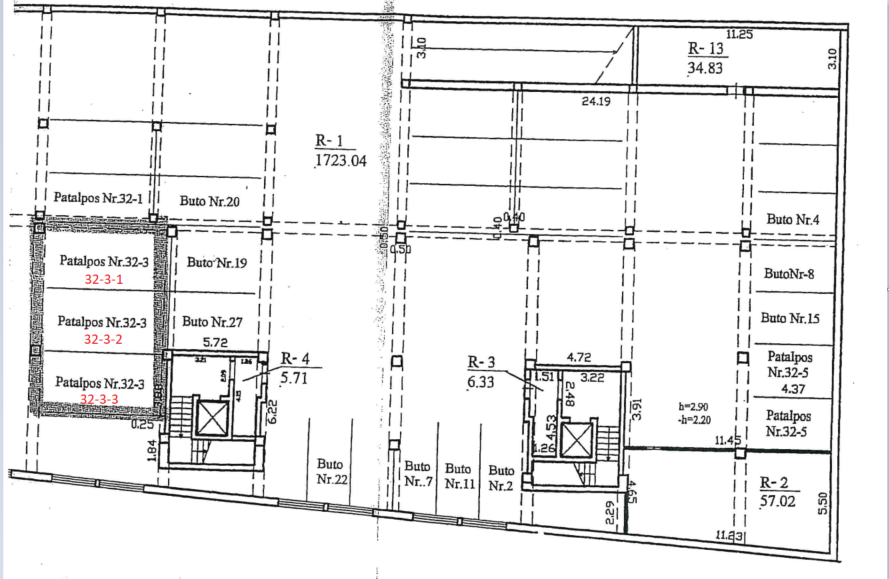 11.25
3.10
R- 13
34.83
3.10
24.19
R- 1
1723.04
Patalpos Nr.32-1
Buto Nr.20
Buto Nr.4
0.40
1.40
0.50
0.50
Patalpos Nr.32-3
32-3-1
Buto Nr.19
ButoNr-8
Patalpos Nr.32-3
32-3-2
Buto Nr.27
Buto Nr.15
5.72
R- 4
5.71
R- 3
6.33
4.72
1.51
3.22
2.48
Patalpos
Nr.32-5
4.37
Patalpos Nr.32-3
32-3-3
0.25
6.22
4.53
3.91
h=2.90
-h=2.20
Patalpos
Nr.32-5
1.84
11.45
Buto
Nr.22
Buto
Nr..7
Buto
Nr.11
Buto
Nr.2
4.65
2.29
R- 2
57.02
5.50
11.23